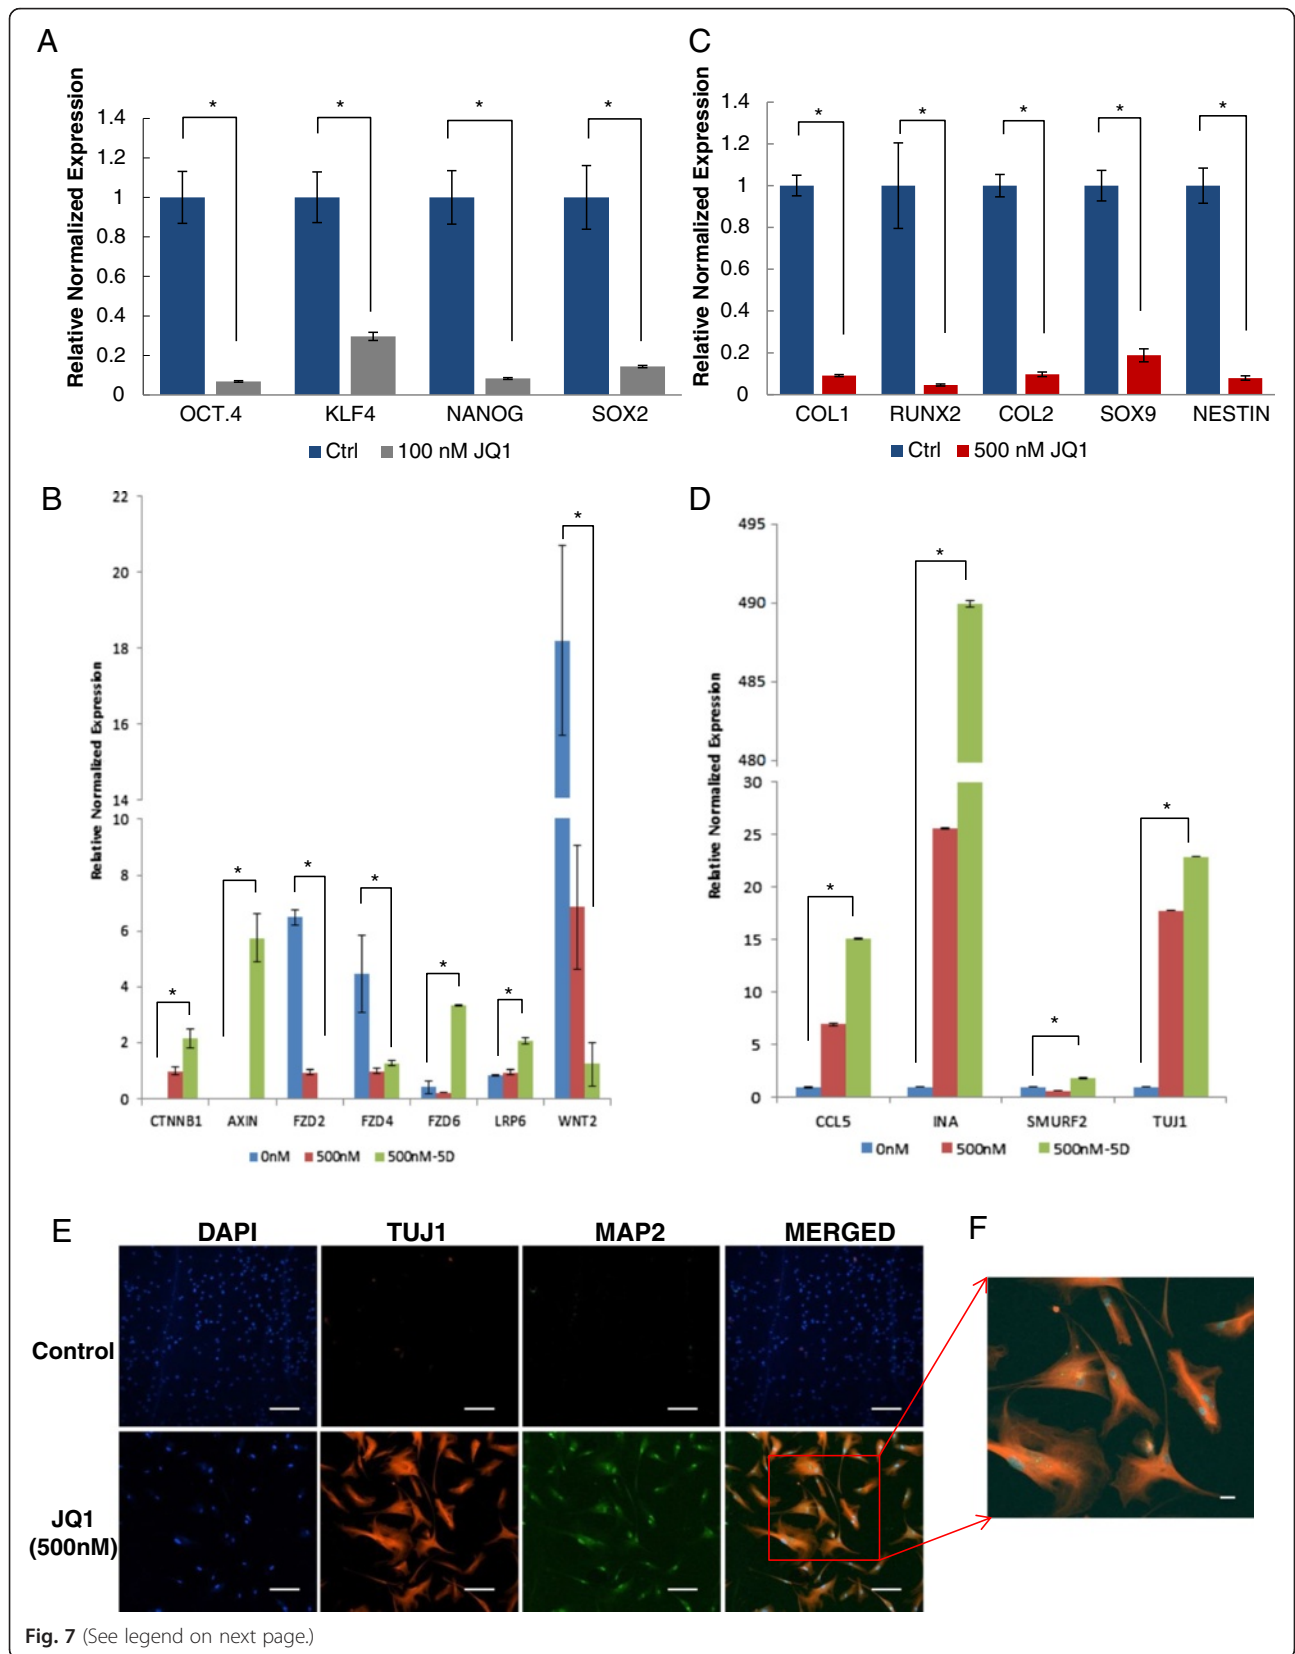 A
Relative Normalized Expression
1.4
1.2
1
0.8
0.6
0.4
0.2
0
* * * *
OCT.4 KLF4 NANOG SOX2
Ctrl 100 nM JQ1
C
Relative Normalized Expression
1.4
1.2
1
0.8
0.6
0.4
0.2
0
* * * * *
COL1 RUNX2 COL2 SOX9 NESTIN
Ctrl 500 nM JQ1
B
Relative Normalized Expression
22
20
18
16
14
10
8
6
4
2
0
* * * * * * *
CTNNB1 AXIN FZD2 FZD4 FZD6 LRP6 WNT2
0nM 500nM 500nM-5D
D
Relative Normalized Expression
495
490
485
480
30
25
20
15
10
5
0
* * * *
CCL5 INA SMURF2 TUJ1
0nM 500nM 500nM-5D
E
DAPI TUJ1 MAP2 MERGED
Control
JQ1
(500nM)
F
Fig. 7 (See legend on next page.)